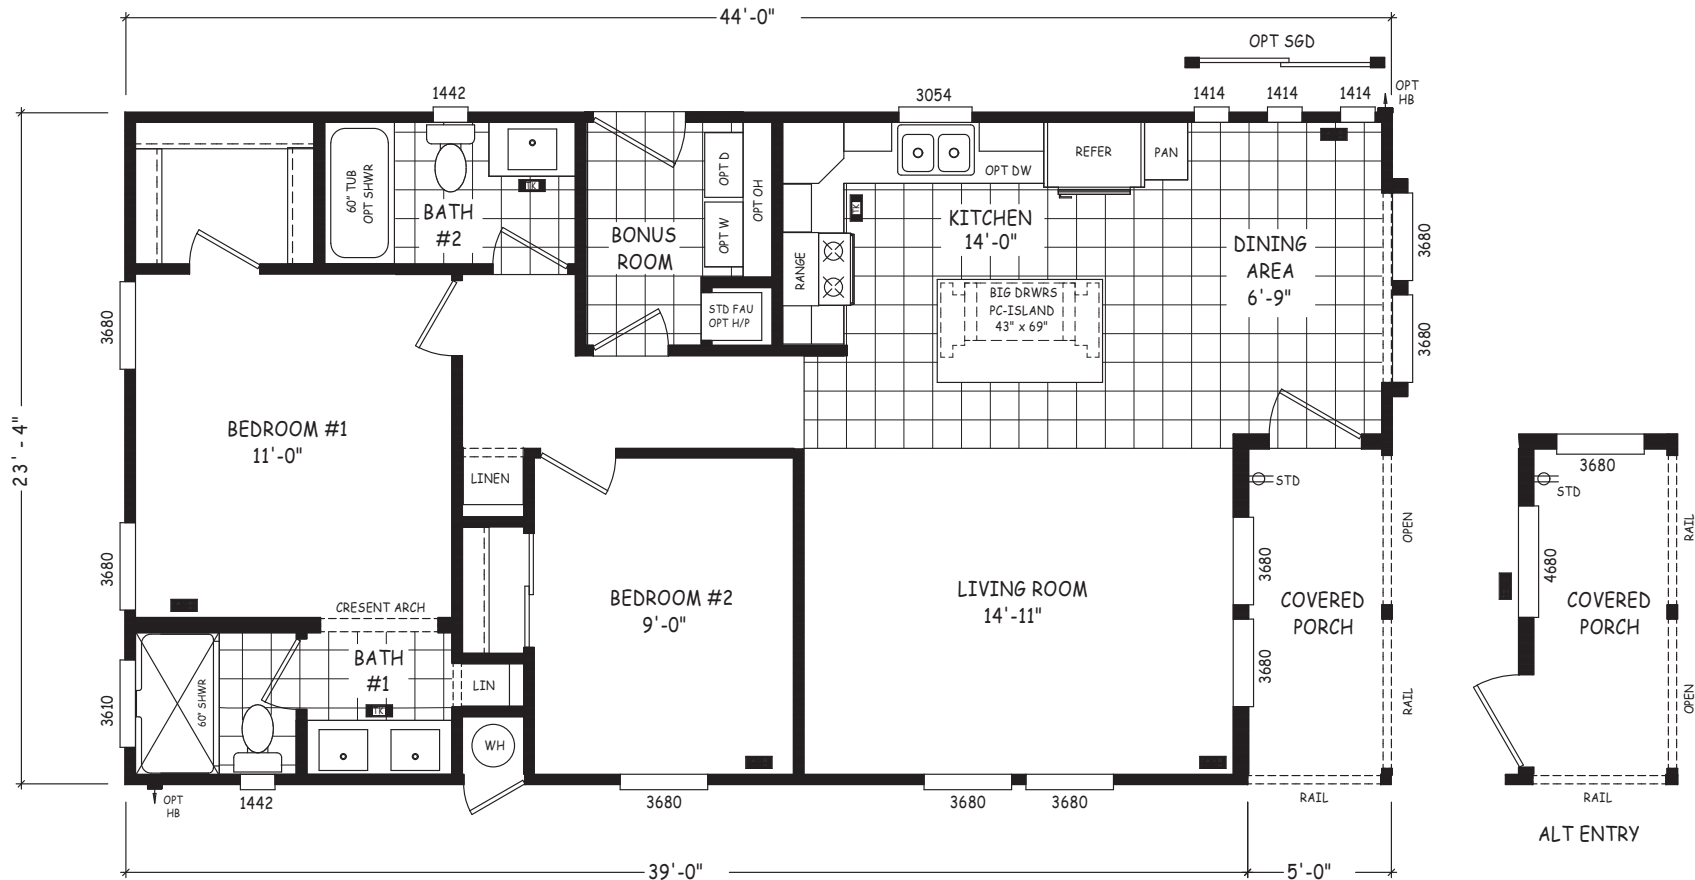 44'-0"
OPT SGD
OPT
HB
1442
3054
1414
1414
1414
60" TUB
OPT SHWR
TK
BATH
#2
BONUS
ROOM
OPT D
OPT W
OPT OH
STD FAU
OPT H/P
OPT DW
REFER
PAN
TK
KITCHEN
14'-0"
RANGE
BIG DRWRS
PC-ISLAND
43" x 69"
DINING
AREA
6'-9"
3680
3680
3680
23'-4"
BEDROOM #1
11'-0"
3680
LINEN
CRESENT ARCH
BEDROOM #2
9'-0"
LIVING ROOM
14'-11"
STD
3680
3680
COVERED
PORCH
OPEN
RAIL
RAIL
3610
60" SHWR
BATH
#1
TK
LIN
WH
OPT
HB
1442
3680
3680
3680
39'-0"
5'-0"
3680
STD
4680
COVERED
PORCH
RAIL
OPEN
RAIL
ALT ENTRY